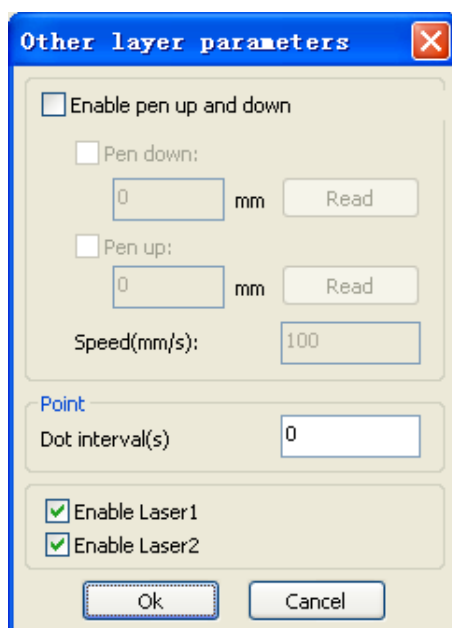 Other layer parameters
Enable pen up and down
Pen down:
0 mm Read
Pen up:
0 mm Read
Speed(mm/s): 100
Point
Dot interval(s) 0
Enable Laser1
Enable Laser2
Ok Cancel